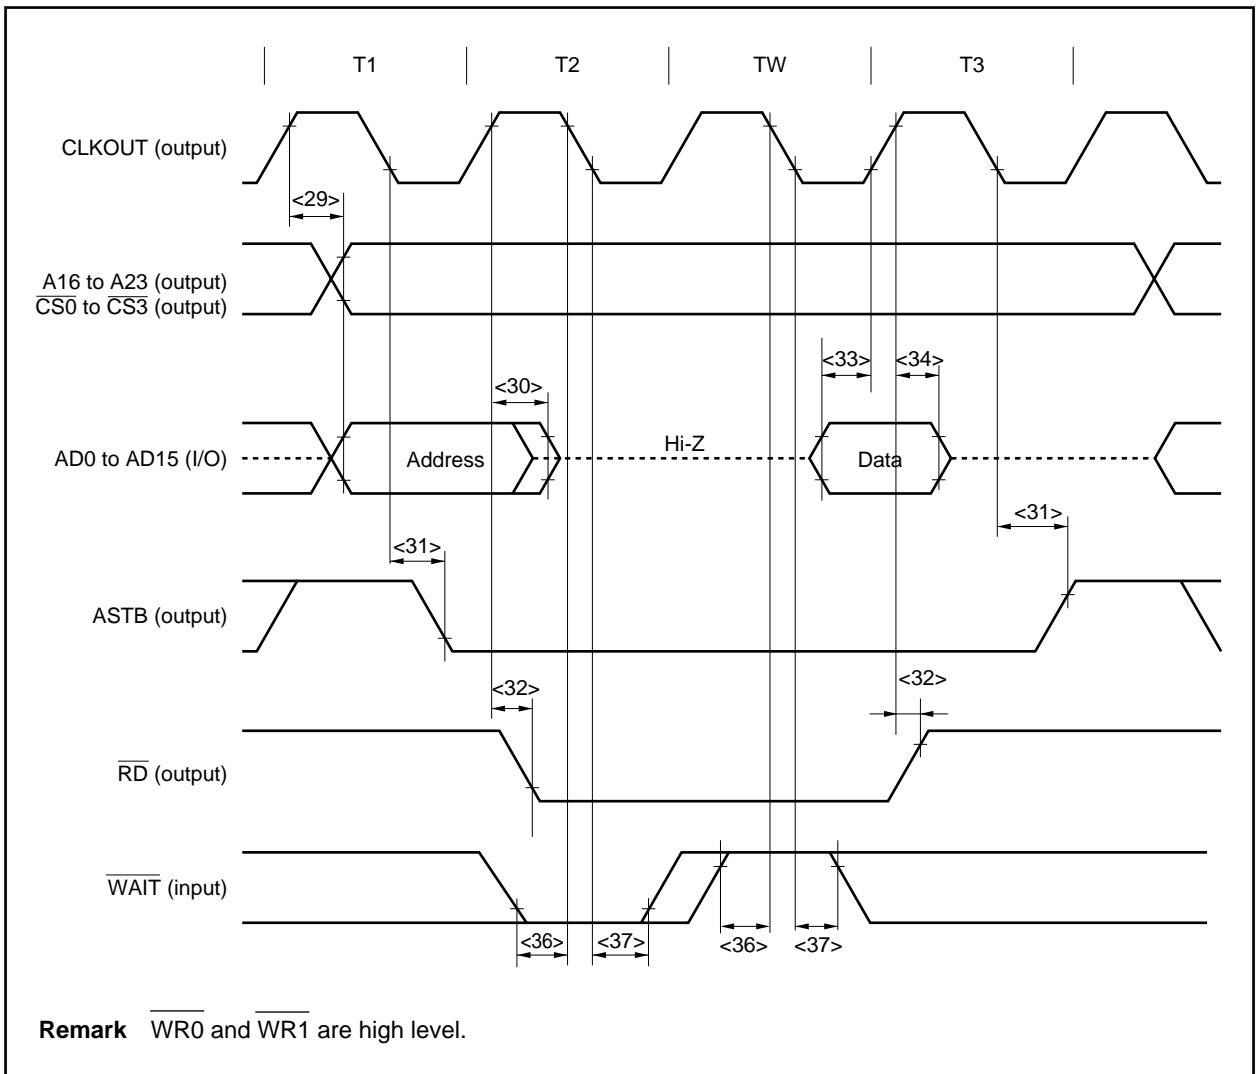 T1 T2 TW T3
CLKOUT (output)
<29>
A16 to A23 (output)
CS0 to CS3 (output)
<33> <34>
<30>
AD0 to AD15 (I/O) Address Hi-Z Data
<31>
<31>
ASTB (output)
<32> <32>
RD (output)
WAIT (input)
<36> <37> <36> <37>
Remark WR0 and WR1 are high level.